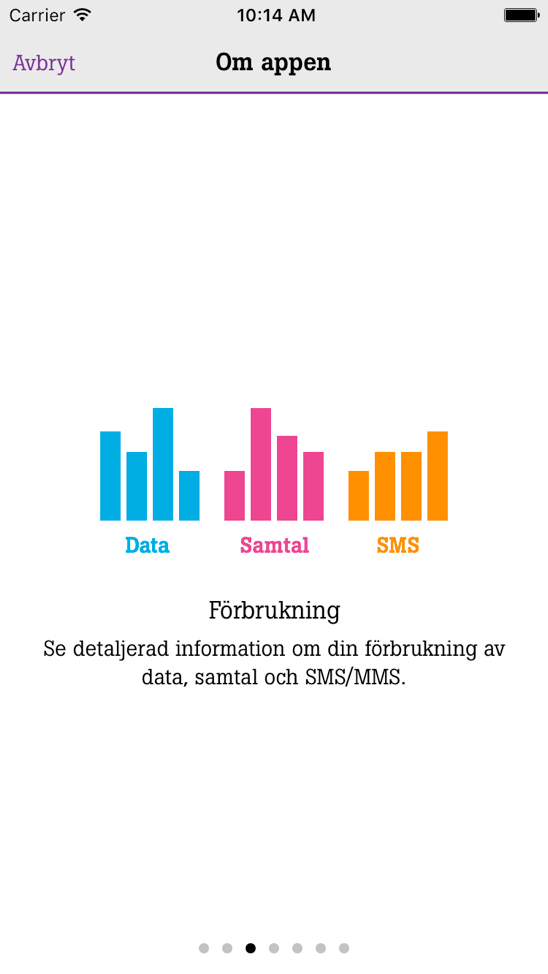 Carrier 10:14 AM
Avbryt Om appen
Data Samtal SMS
Förbrukning
Se detaljerad information om din förbrukning av
data, samtal och SMS/MMS.